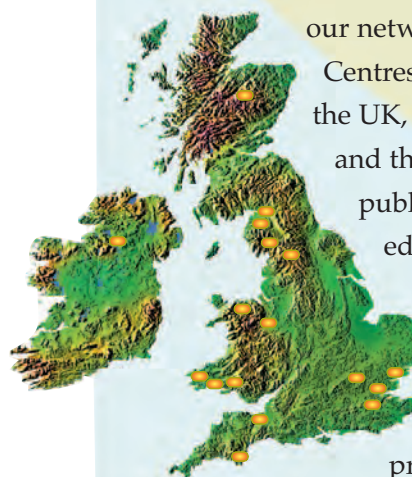 our netw
Centres
the UK,
and th
publ
ed
pr